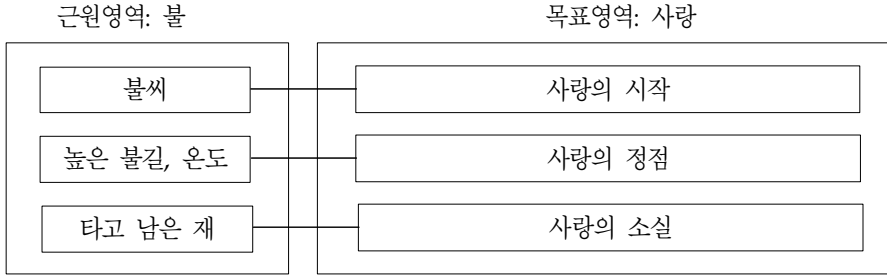 근원영역: 불 목표영역: 사랑
불씨 사랑의 시작
높은 불길, 온도 사랑의 정점
타고 남은 재 사랑의 소실